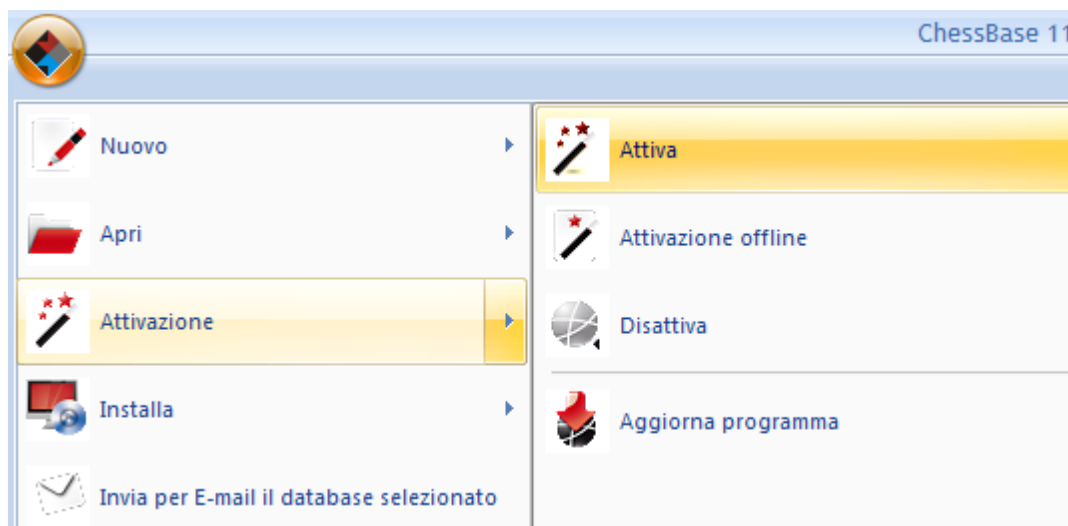 ChessBase 11
Nuovo
Apri
Attivazione
Installa
Invia per E-mail il database selezionato
Attiva
Attivazione offline
Disattiva
Aggiorna programma